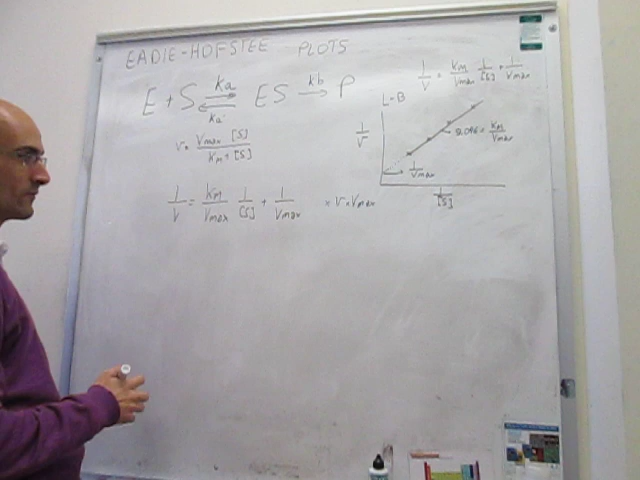 EADIE-HOFSTEE PLOTS
E + S ⇌ ES → P
ka kb
ka'
v = Vmax [S] / KM + [S]
1/v = KM/Vmax 1/[S] + 1/Vmax × v × Vmax
1/v = KM/Vmax 1/[S] + 1/Vmax
L-B
1/v
SLOPE = KM/Vmax
1/Vmax
1/[S]